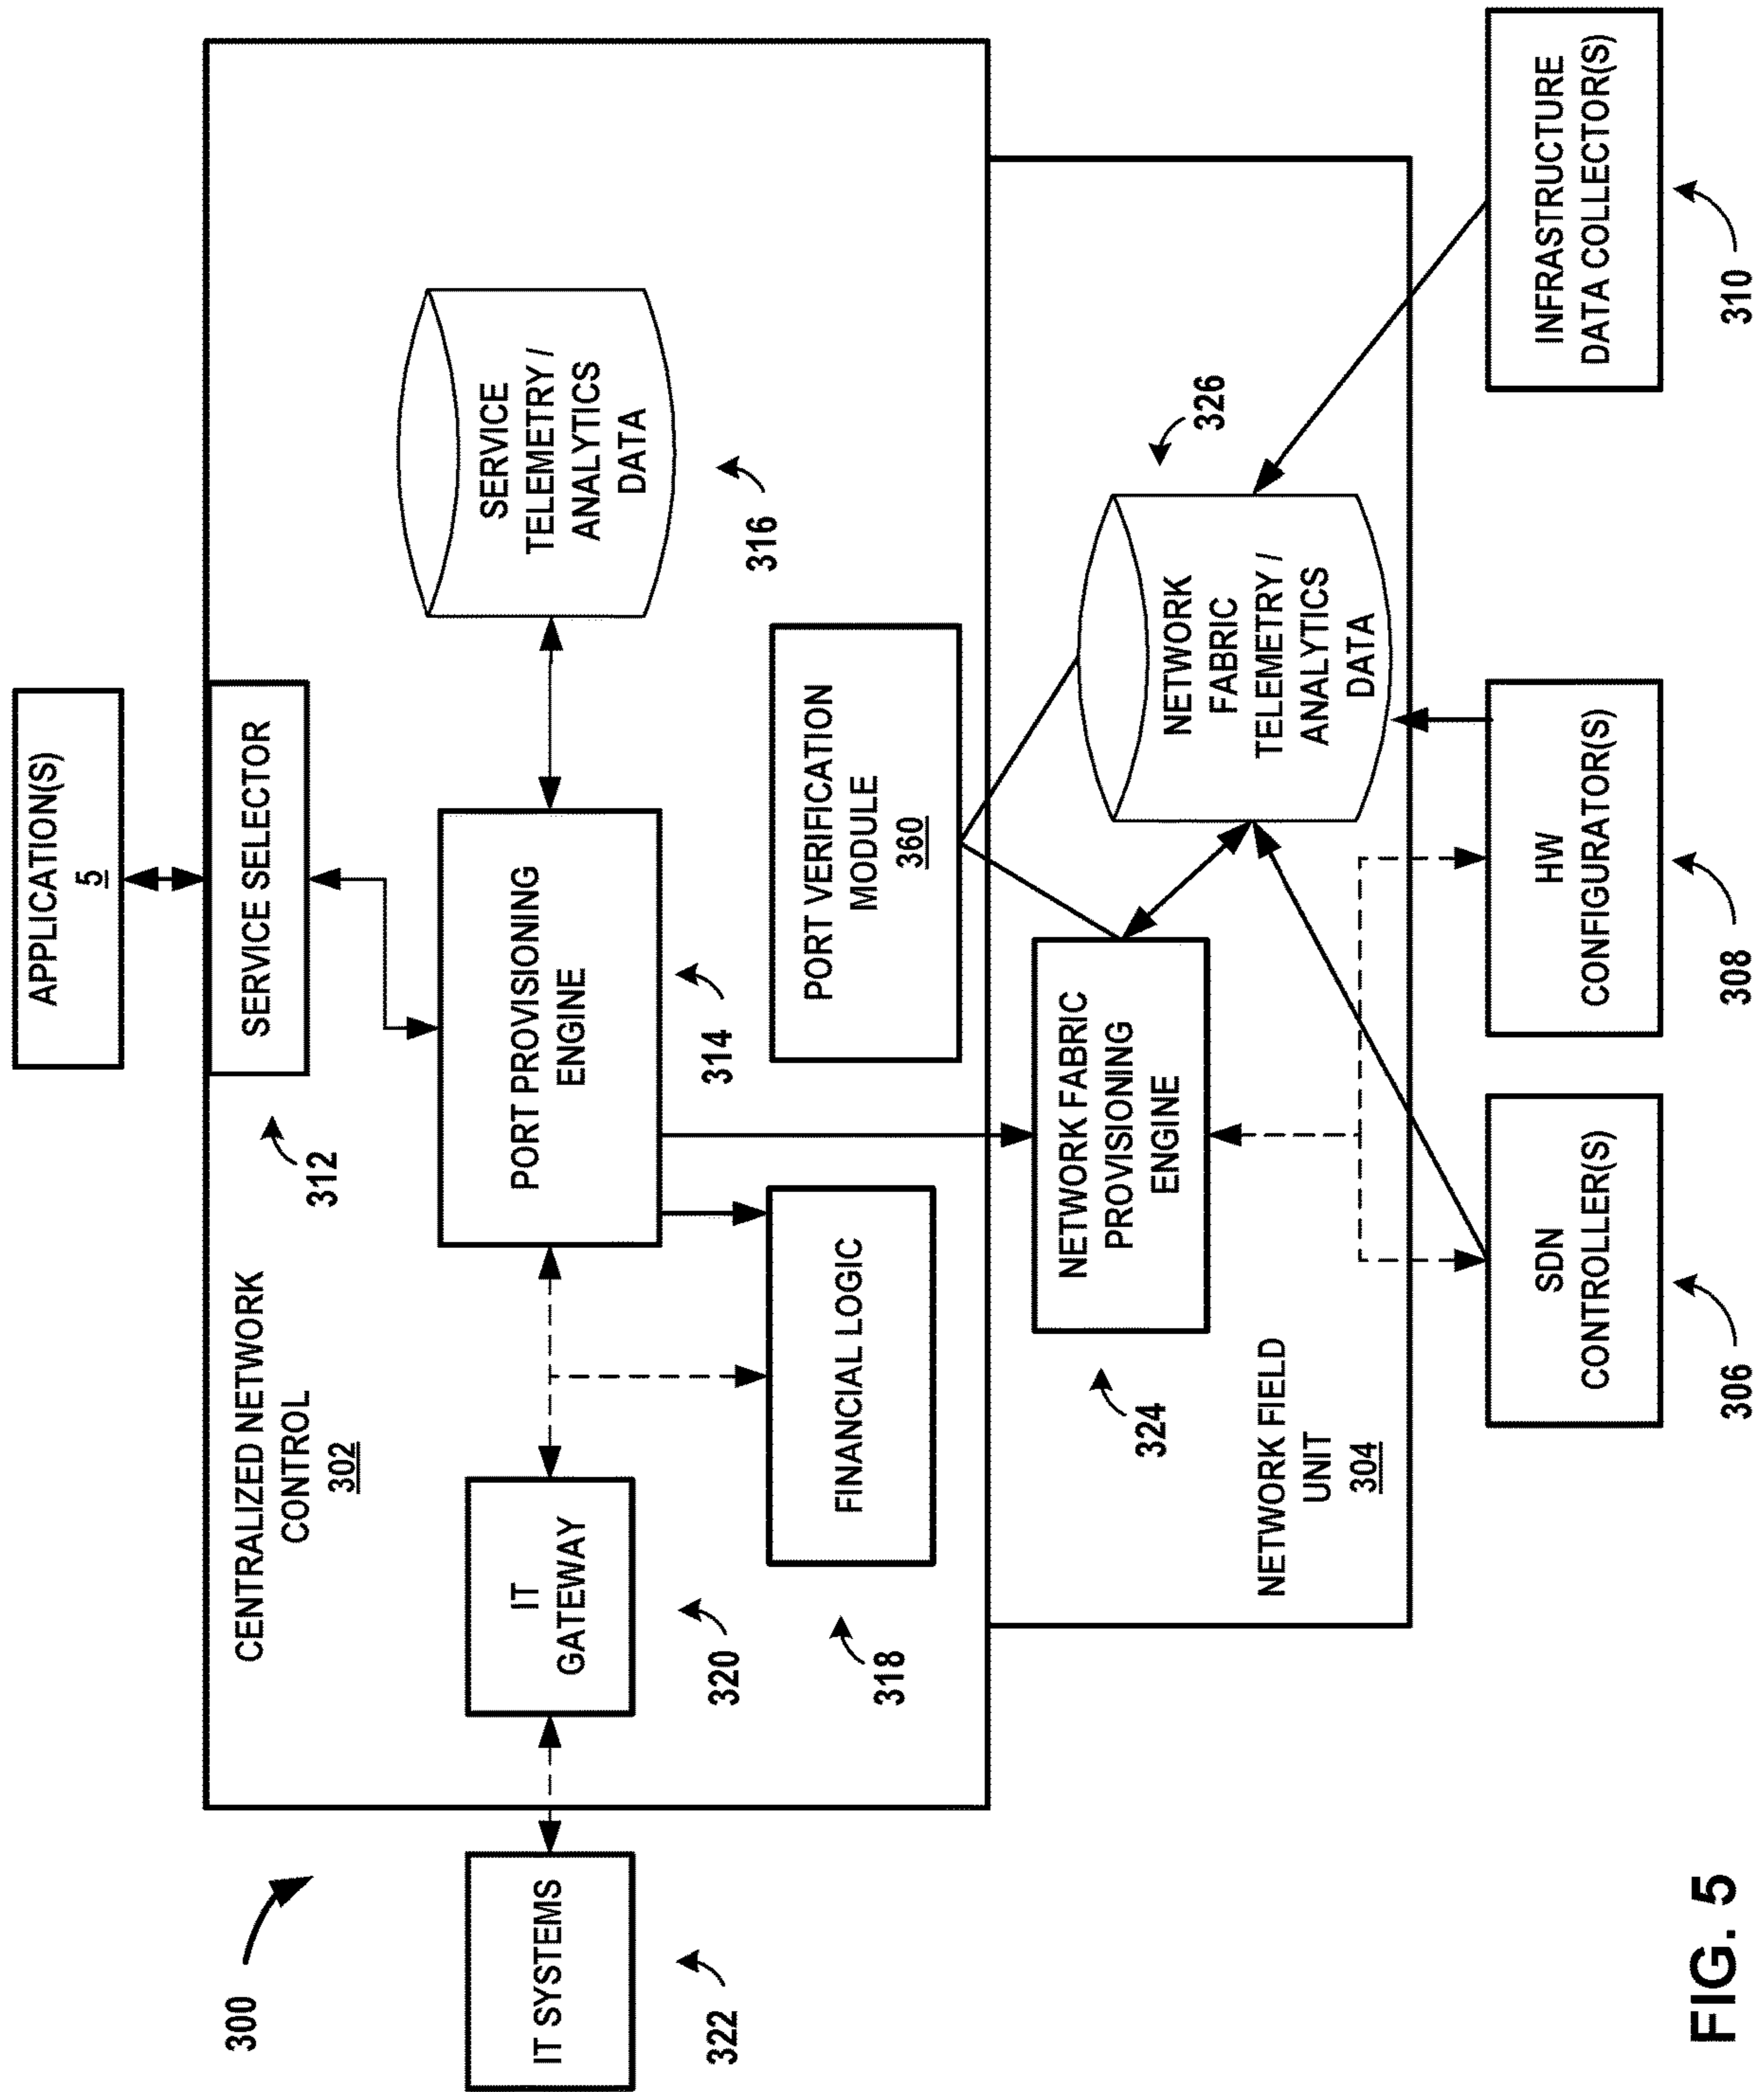 APPLICATION(S)
5
300
CENTRALIZED NETWORK
CONTROL
302
312
SERVICE SELECTOR
IT SYSTEMS
322
IT
GATEWAY
320
PORT PROVISIONING
ENGINE
314
SERVICE
TELEMETRY /
ANALYTICS
DATA
316
FINANCIAL LOGIC
318
PORT VERIFICATION
MODULE
360
NETWORK FABRIC
PROVISIONING
ENGINE
324
NETWORK
FABRIC
TELEMETRY /
ANALYTICS
DATA
326
NETWORK FIELD
UNIT
304
SDN
CONTROLLER(S)
306
HW
CONFIGURATOR(S)
308
INFRASTRUCTURE
DATA COLLECTOR(S)
310
FIG. 5